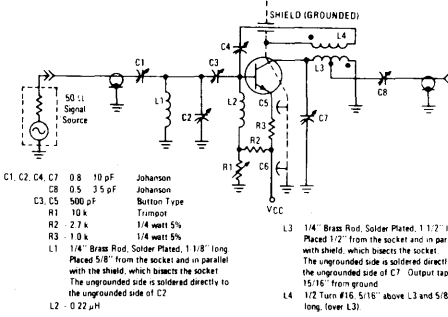 SHIELD (GROUNDED)
L4
C4
C1
C3
L3
C8
50 Ω
Signal
Source
L1
C2
L2
C5
C7
R3
R2
R1
C6
VCC
C1, C2, C4, C7 0.8 10 pF Johanson
C8 0.5 3.5 pF Johanson
C3, C5 500 pF Button Type
R1 10 k Trimpot
R2 - 2.7 k 1/4 watt 5%
R3 - 1.0 k 1/4 watt 5%
L1 1/4" Brass Rod, Solder Plated, 1 1/8" long.
Placed 5/8" from the socket and in parallel
with the shield, which bisects the socket
The ungrounded side is soldered directly to
the ungrounded side of C2
L2 - 0.22 μH
L3 1/4" Brass Rod, Solder Plated, 1 1/2"
Placed 1/2" from the socket and in par
with shield, which bisects the socket.
The ungrounded side is soldered directl
the ungrounded side of C7 Output tap
15/16" from ground
L4 1/2 Turn #16, 5/16" above L3 and 5/8
long, (over L3).